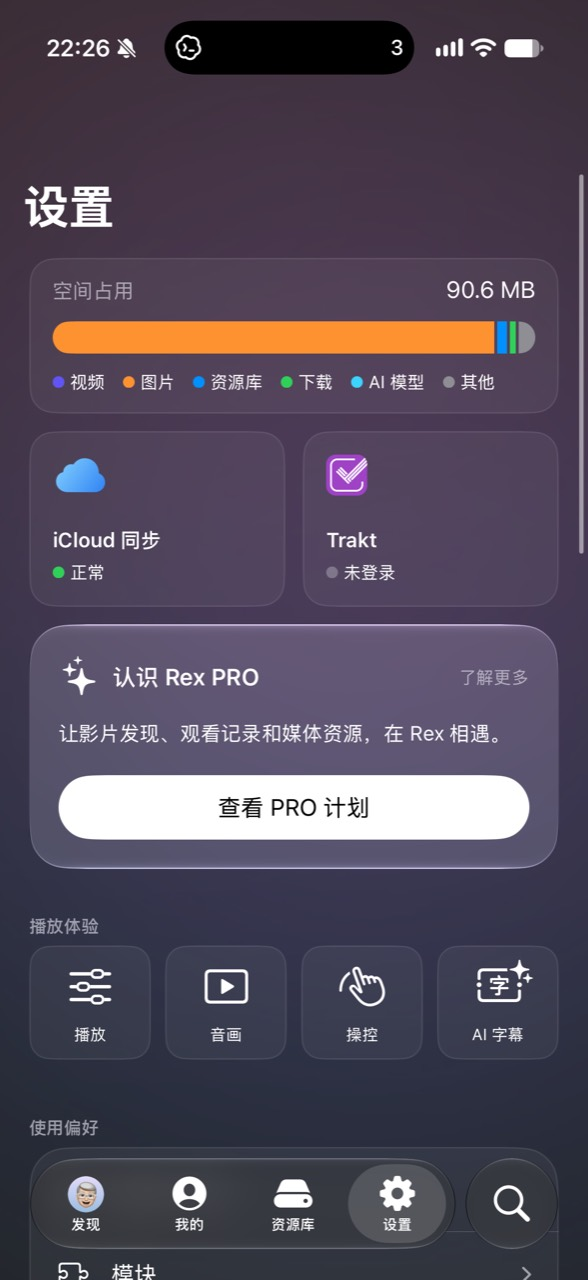 22:26
3
设置
空间占用 90.6 MB
视频 图片 资源库 下载 AI 模型 其他
iCloud 同步
正常
Trakt
未登录
认识 Rex PRO 了解更多
让影片发现、观看记录和媒体资源，在 Rex 相遇。
查看 PRO 计划
播放体验
播放 音画 操控 AI 字幕
字
使用偏好
发现 我的 资源库 设置
模块